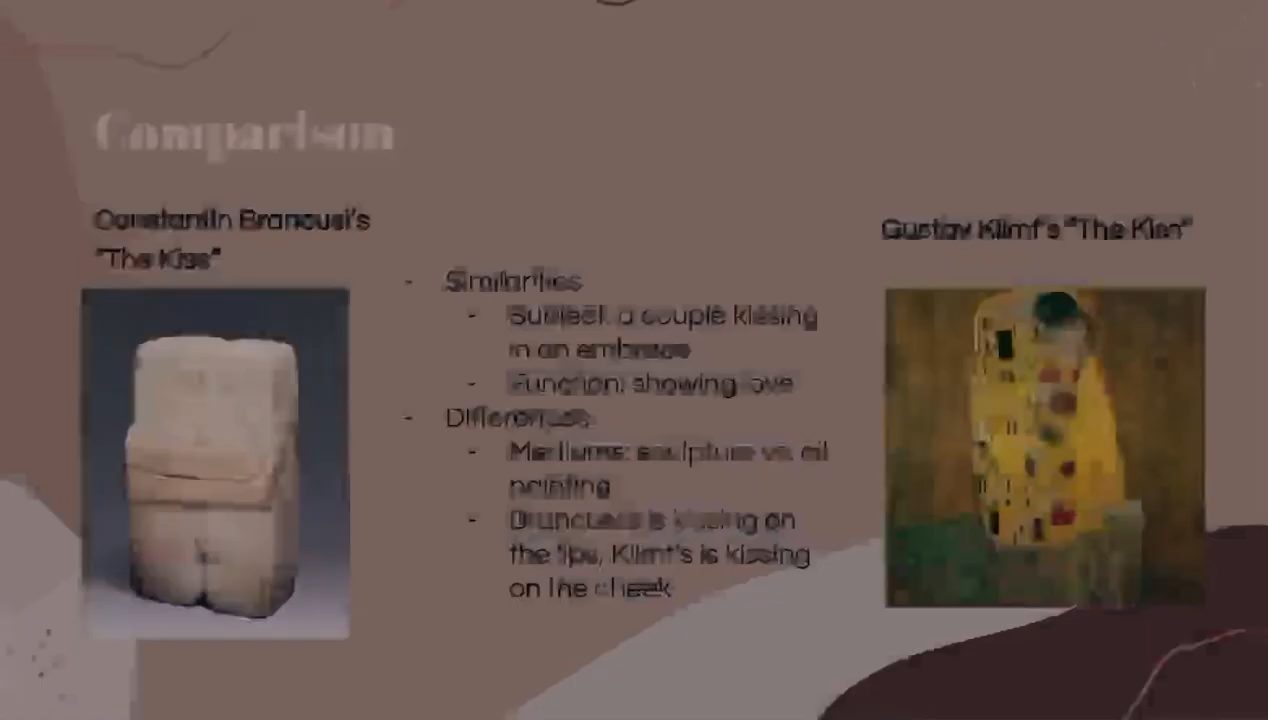 Comparison
Constantin Brancusi's
"The Kiss"
- Similarities
- Subject: a couple kissing
in an embrace
- Function: showing love
- Differences
- Mediums: sculpture vs. oil
painting
- is kissing on
the lips, Klimt's is kissing
on the cheek
Gustav Klimt's "The Kiss"